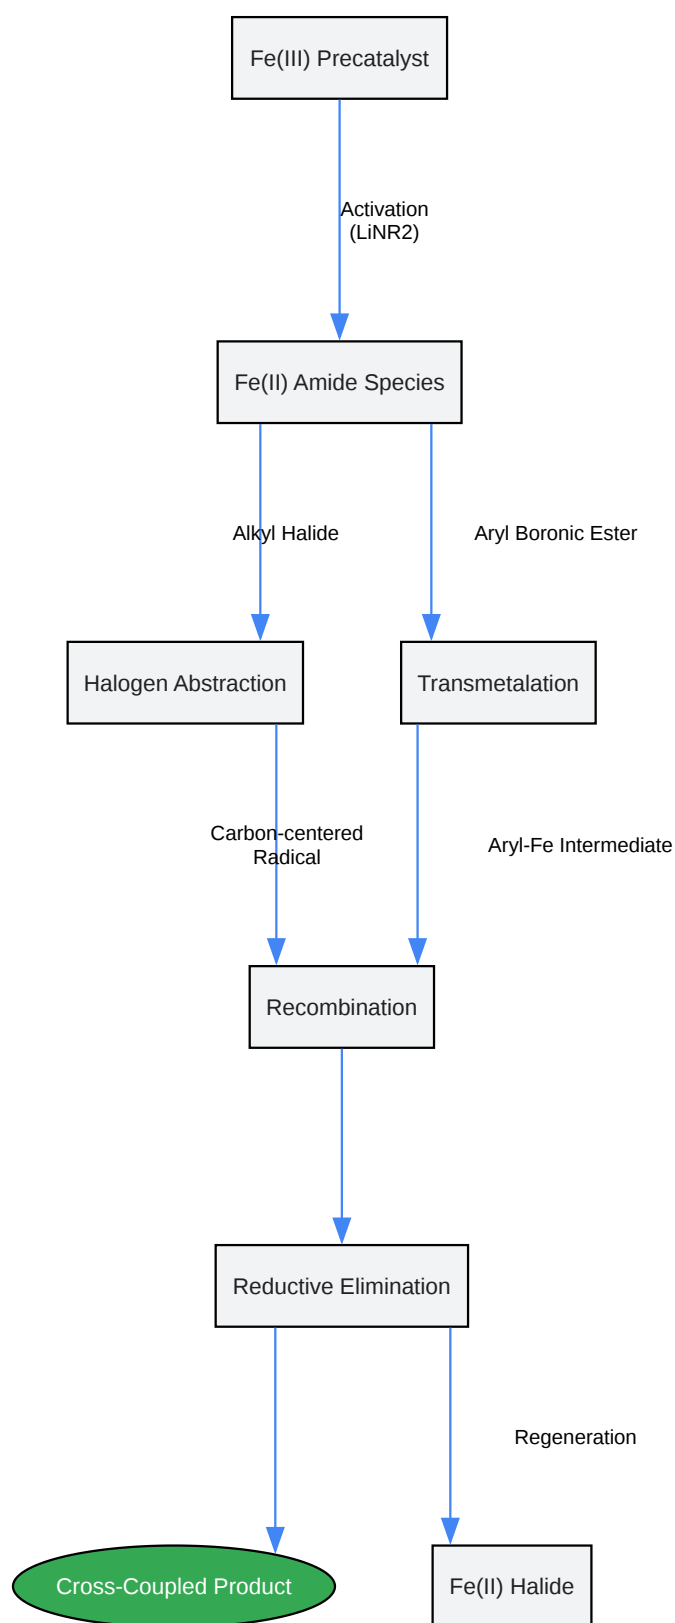 Fe(III) Precatalyst
Activation
(LiNR2)
Fe(II) Amide Species
Alkyl Halide
Aryl Boronic Ester
Halogen Abstraction
Transmetalation
Carbon-centered
Radical
Aryl-Fe Intermediate
Recombination
Reductive Elimination
Regeneration
Cross-Coupled Product
Fe(II) Halide